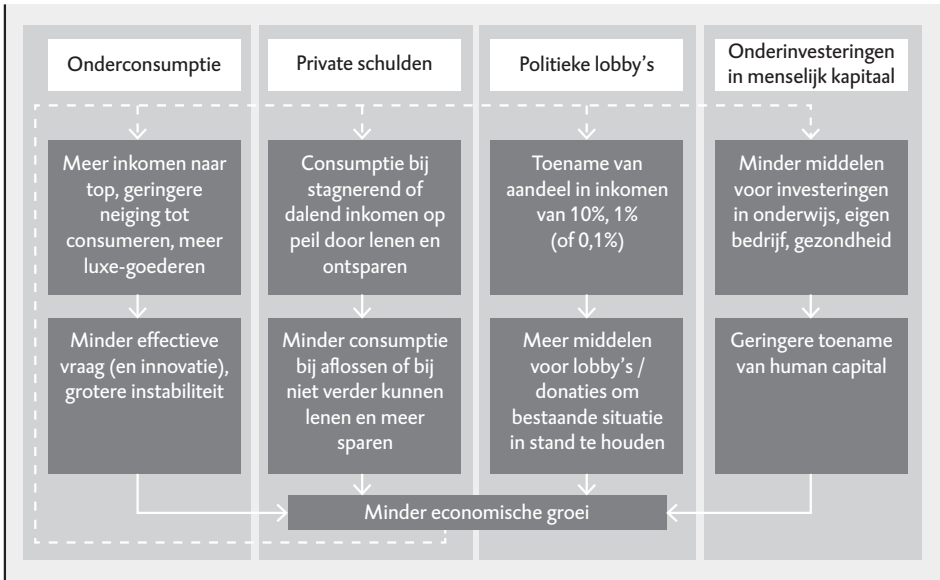 Onderconsumptie
Meer inkomen naar
top, geringere
neiging tot
consumeren, meer
luxe-goederen
Minder effectieve
vraag (en innovatie),
grotere instabiliteit
Private schulden
Consumptie bij
stagnerend of
dalend inkomen op
peil door lenen en
ontsparen
Minder consumptie
bij aflossen of bij
niet verder kunnen
lenen en meer
sparen
Politieke lobby’s
Toename van
aandeel in inkomen
van 10%, 1%
(of 0,1%)
Meer middelen
voor lobby’s /
donaties om
bestaande situatie
in stand te houden
Onderinvesteringen
in menselijk kapitaal
Minder middelen
voor investeringen
in onderwijs, eigen
bedrijf, gezondheid
Geringere toename
van human capital
Minder economische groei